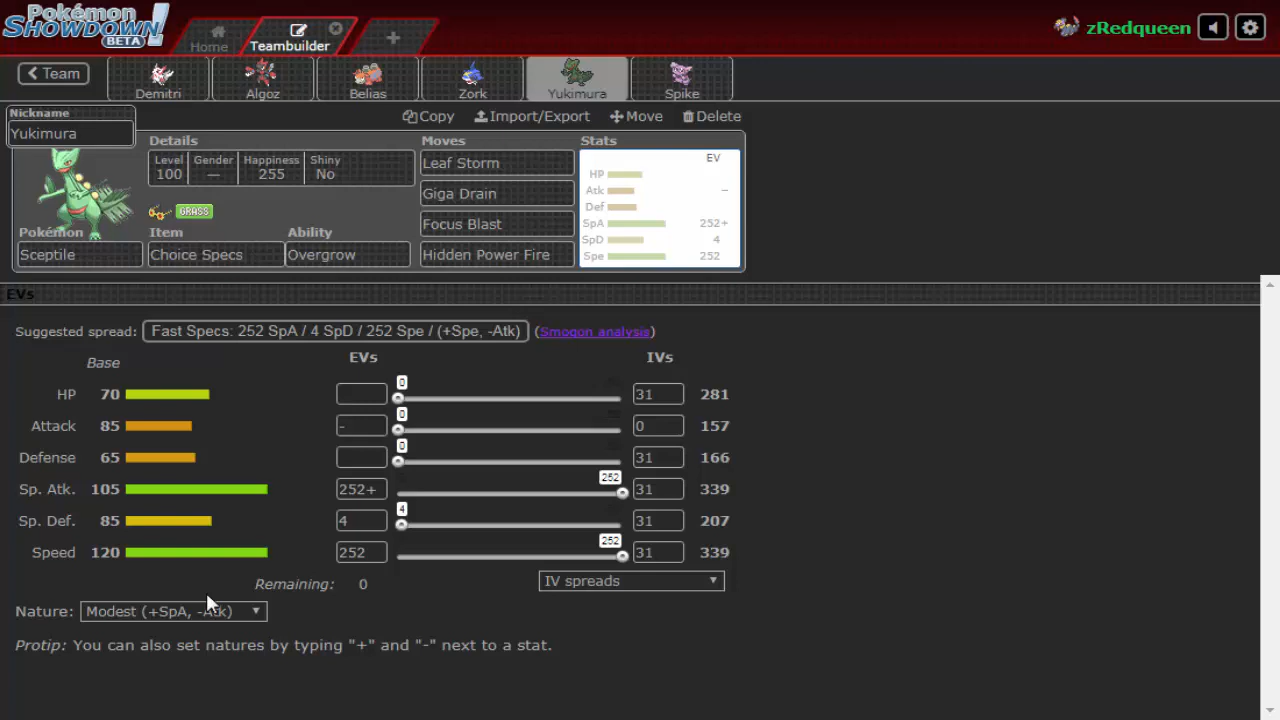 Pokémon
SHOWDOWN!
BETA
Home
Teambuilder
+
zRedqueen
Team
Demitri
Algoz
Belias
Zork
Yukimura
Spike
Nickname
Yukimura
Copy
Import/Export
Move
Delete
Details
Level
100
Gender
—
Happiness
255
Shiny
No
GRASS
Pokémon
Sceptile
Item
Choice Specs
Ability
Overgrow
Moves
Leaf Storm
Giga Drain
Focus Blast
Hidden Power Fire
Stats
EV
HP
Atk –
Def
SpA 252+
SpD 4
Spe 252
EVs
Suggested spread: Fast Specs: 252 SpA / 4 SpD / 252 Spe / (+Spe, -Atk) (Smogon analysis)
Base EVs IVs
HP 70 0 31 281
Attack 85 - 0 0 157
Defense 65 0 31 166
Sp. Atk. 105 252+ 252 31 339
Sp. Def. 85 4 4 31 207
Speed 120 252 252 31 339
Remaining: 0 IV spreads
Nature: Modest (+SpA, -Atk)
Protip: You can also set natures by typing "+" and "-" next to a stat.